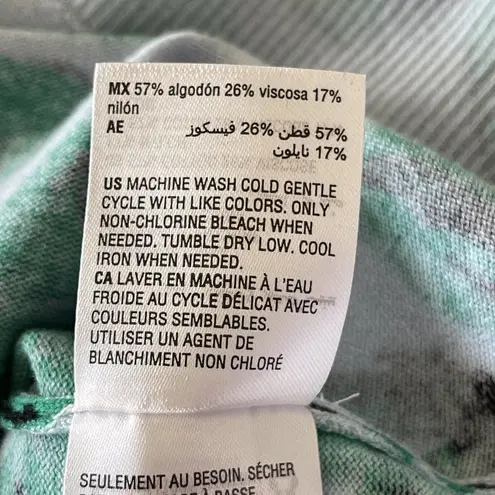 MX 57% algodón 26% viscosa 17%
nilón
AE 57% قطن 26% فيسكوز
17% نايلون
US MACHINE WASH COLD GENTLE
CYCLE WITH LIKE COLORS. ONLY
NON-CHLORINE BLEACH WHEN
NEEDED. TUMBLE DRY LOW. COOL
IRON WHEN NEEDED.
CA LAVER EN MACHINE À L'EAU
FROIDE AU CYCLE DÉLICAT AVEC
COULEURS SEMBLABLES.
UTILISER UN AGENT DE
BLANCHIMENT NON CHLORÉ
SEULEMENT AU BESOIN. SÉCHER